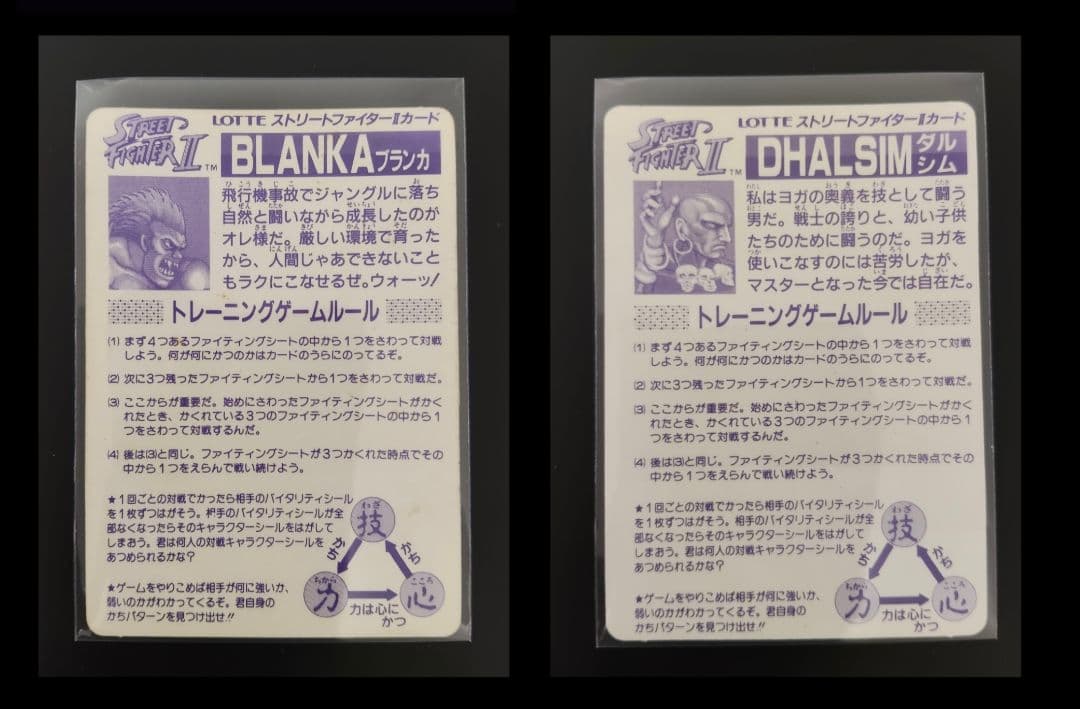 STREET FIGHTER II TM
LOTTE ストリートファイターIIカード
BLANKA ブランカ
飛行機事故でジャングルに落ち
自然と闘いながら成長したのが
オレ様だ。厳しい環境で育った
から、人間じゃあできないこと
もラクにこなせるぜ。ウォーッ!
トレーニングゲームルール
(1) まず4つあるファイティングシートの中から1つをさわって対戦
しよう。何が何にかつのかはカードのうらにのってるぞ。
(2) 次に3つ残ったファイティングシートから1つをさわって対戦だ。
(3) ここからが重要だ。始めにさわったファイティングシートがかく
れたとき、かくれている3つのファイティングシートの中から1
つをさわって対戦するんだ。
(4) 後は(3)と同じ。ファイティングシートが3つかくれた時点でその
中から1つをえらんで戦い続けよう。
★1回ごとの対戦でかったら相手のバイタリティシール
を1枚ずつはがそう。相手のバイタリティシールが全
部なくなったらそのキャラクターシールをはがして
しまおう。君は何人の対戦キャラクターシールを
あつめられるかな?
★ゲームをやりこめば相手が何に強いか、
弱いのかがわかってくるぞ。君自身の
かちパターンを見つけ出せ!!
わざ
技
かち
かち
ちから
力
こころ
心
力は心に
かつ
STREET FIGHTER II TM
LOTTE ストリートファイターIIカード
DHALSIM ダル
シム
私はヨガの奥義を技として闘う
男だ。戦士の誇りと、幼い子供
たちのために闘うのだ。ヨガを
使いこなすのには苦労したが、
マスターとなった今では自在だ。
トレーニングゲームルール
(1) まず4つあるファイティングシートの中から1つをさわって対戦
しよう。何が何にかつのかはカードのうらにのってるぞ。
(2) 次に3つ残ったファイティングシートから1つをさわって対戦だ。
(3) ここからが重要だ。始めにさわったファイティングシートがかく
れたとき、かくれている3つのファイティングシートの中から1
つをさわって対戦するんだ。
(4) 後は(3)と同じ。ファイティングシートが3つかくれた時点でその
中から1つをえらんで戦い続けよう。
★1回ごとの対戦でかったら相手のバイタリティシール
を1枚ずつはがそう。相手のバイタリティシールが全
部なくなったらそのキャラクターシールをはがして
しまおう。君は何人の対戦キャラクターシールを
あつめられるかな?
★ゲームをやりこめば相手が何に強いか、
弱いのかがわかってくるぞ。君自身の
かちパターンを見つけ出せ!!
わざ
技
かち
かち
ちから
力
こころ
心
力は心に
かつ